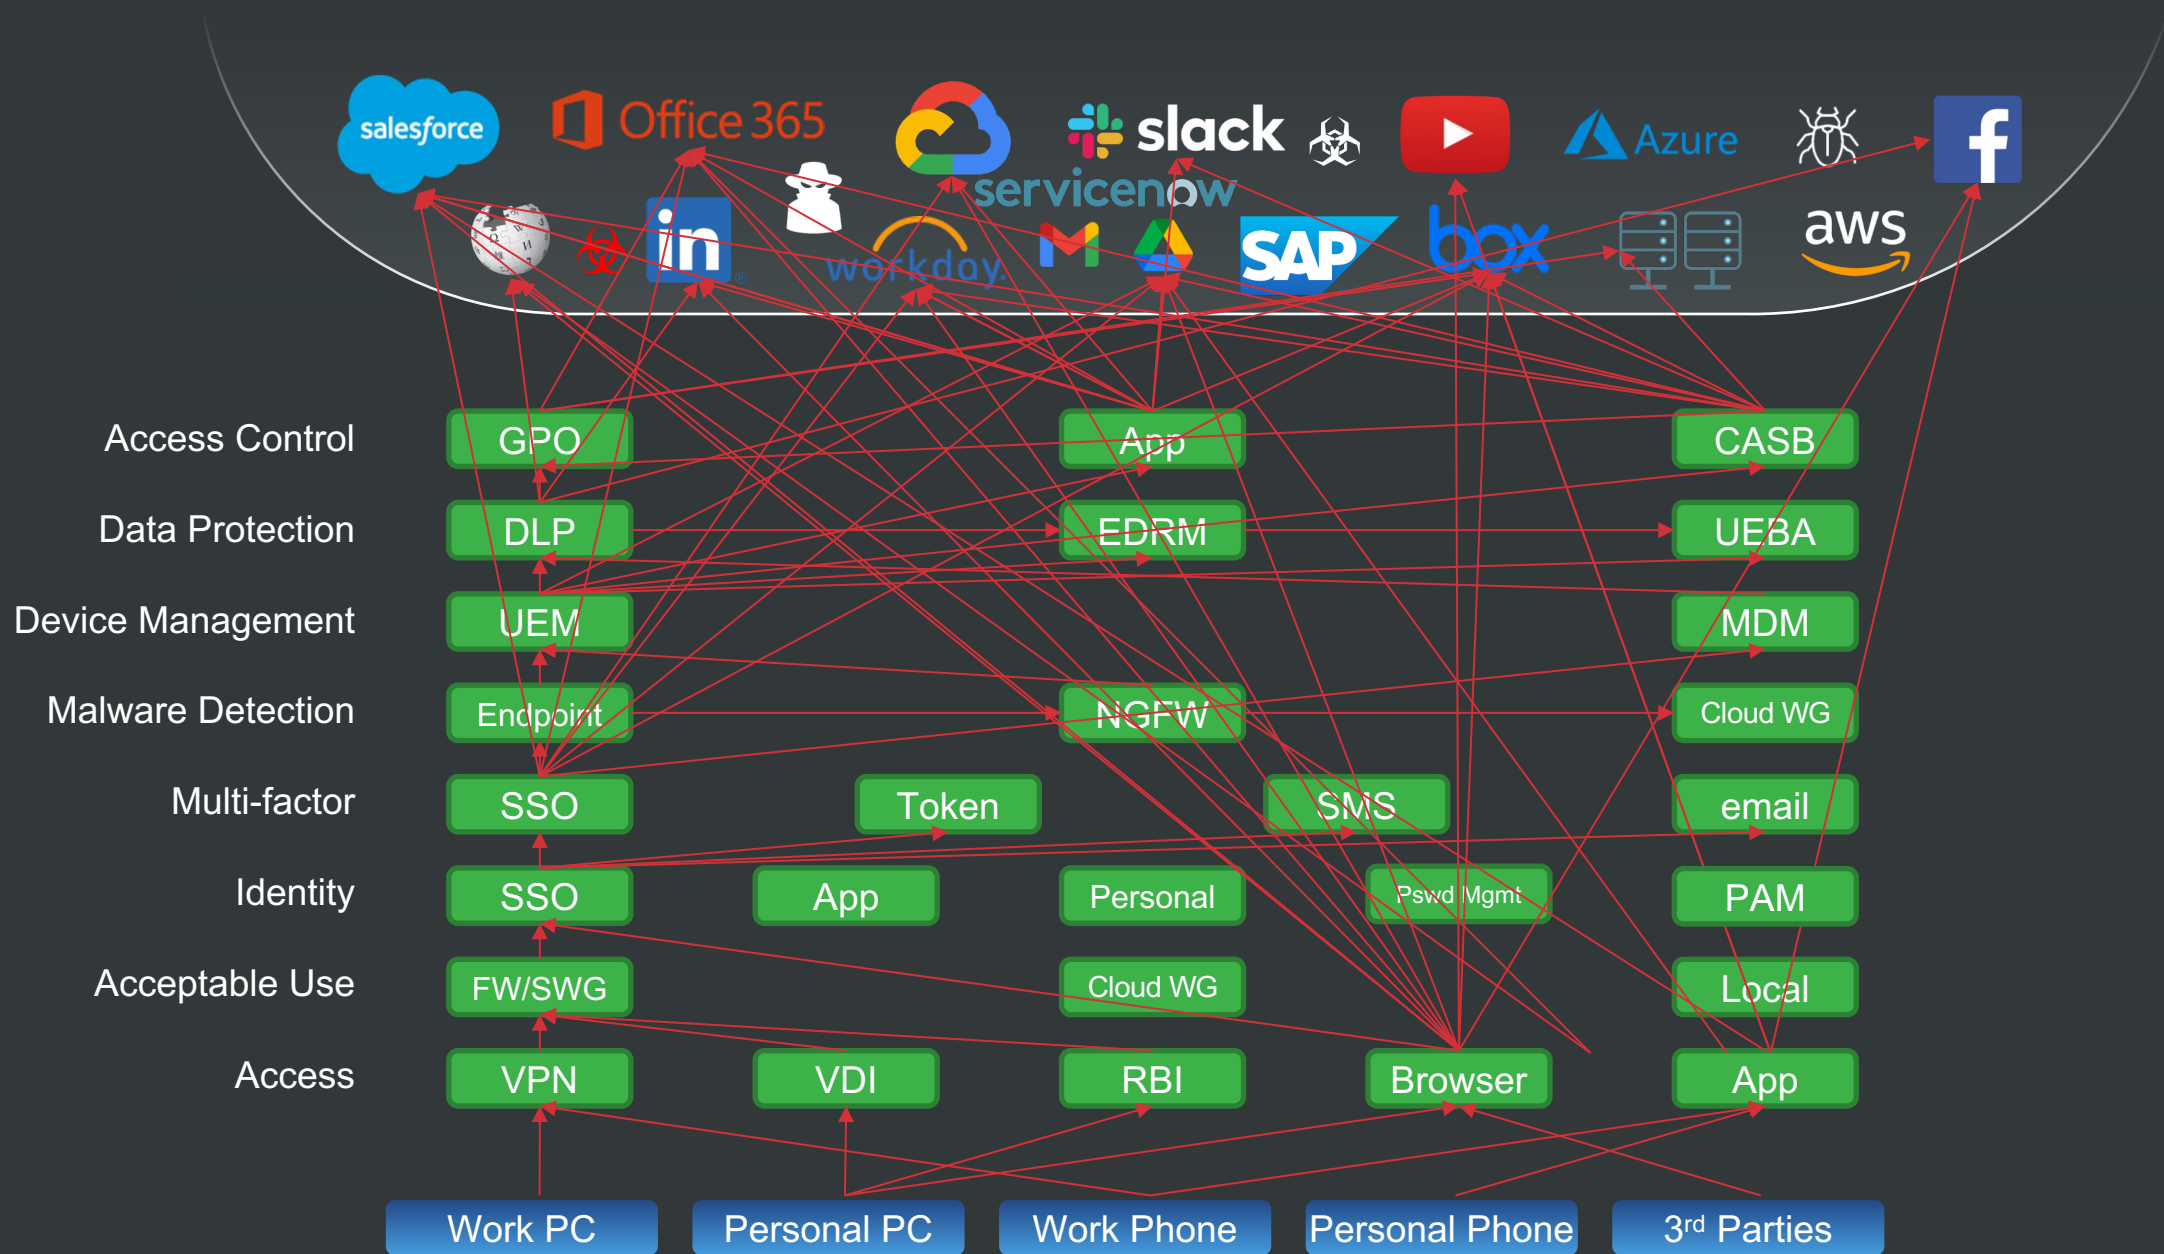 salesforce
Office 365
slack
Azure
servicenow
in
®
workday.
SAP
box
aws
f
Access Control
GPO
App
CASB
Data Protection
DLP
EDRM
UEBA
Device Management
UEM
MDM
Malware Detection
Endpoint
NGFW
Cloud WG
Multi-factor
SSO
Token
SMS
email
Identity
SSO
App
Personal
Pswd Mgmt
PAM
Acceptable Use
FW/SWG
Cloud WG
Local
Access
VPN
VDI
RBI
Browser
App
Work PC
Personal PC
Work Phone
Personal Phone
3rd Parties